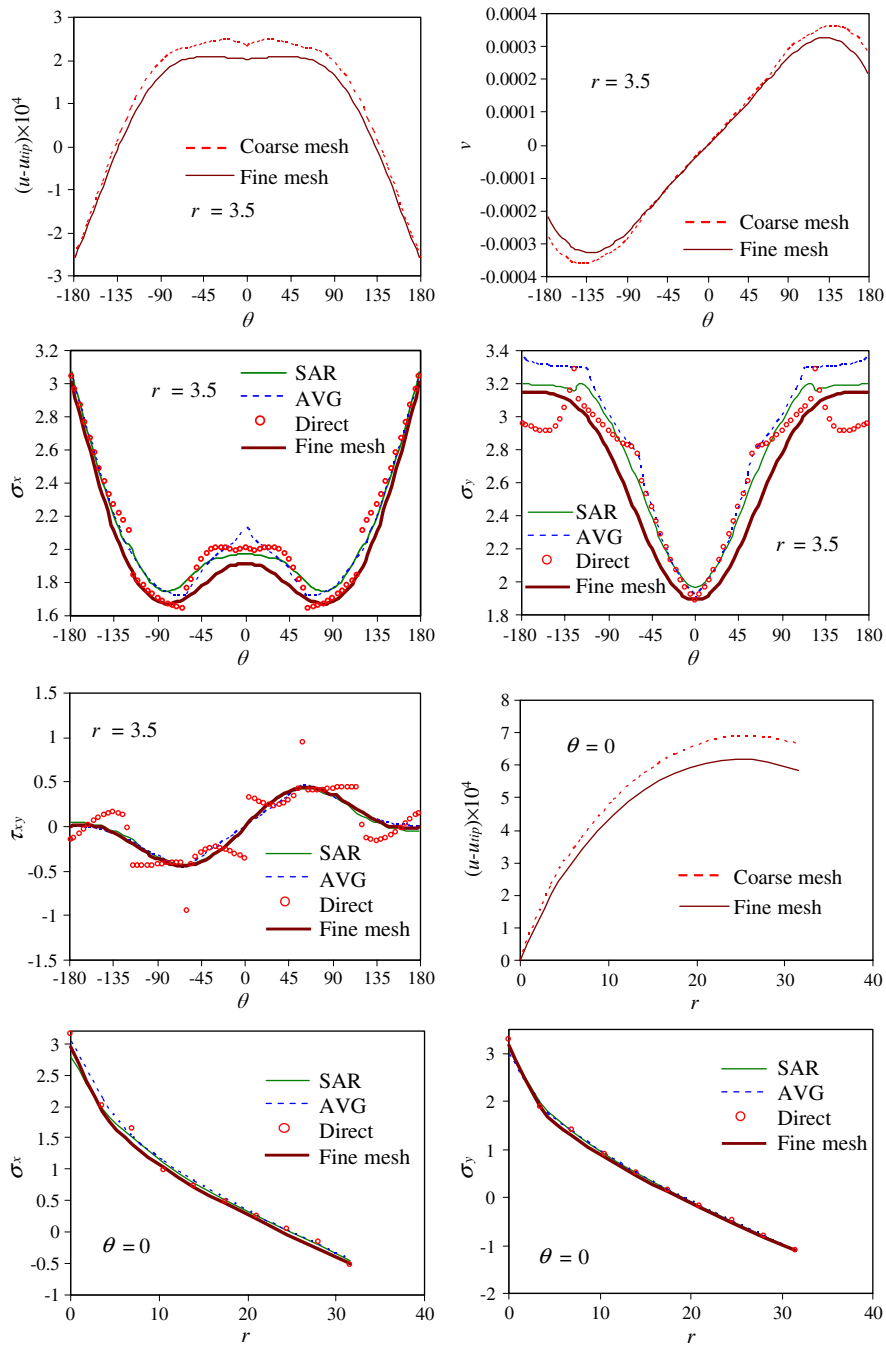 3
2
1
0
1
2
-3
(u-utip)×10⁴
Coarse mesh
Fine mesh
r = 3.5
-180 -135 -90 -45 0 45 90 135 180
θ
0.0004
0.0003
0.0002
0.0001
0
-0.0001
-0.0002
-0.0003
-0.0004
v
r = 3.5
Coarse mesh
Fine mesh
-180 -135 -90 -45 0 45 90 135 180
θ
3.2
3
2.8
2.6
2.4
2.2
2
1.8
1.6
σx
r = 3.5
SAR
AVG
Direct
Fine mesh
-180 -135 -90 -45 0 45 90 135 180
θ
3.4
3.2
3
2.8
2.6
2.4
2.2
2
1.8
σy
SAR
AVG
Direct
Fine mesh
r = 3.5
-180 -135 -90 -45 0 45 90 135 180
θ
1.5
1
0.5
0
-0.5
-1
-1.5
τxy
r = 3.5
SAR
AVG
Direct
Fine mesh
-180 -135 -90 -45 0 45 90 135 180
θ
8
7
6
5
4
3
2
1
0
(u-utip)×10⁴
θ = 0
Coarse mesh
Fine mesh
0 10 20 30 40
r
3
2.5
2
1.5
1
0.5
0
-0.5
-1
σx
SAR
AVG
Direct
Fine mesh
θ = 0
0 10 20 30 40
r
3
2
1
0
-1
-2
σy
SAR
AVG
Direct
Fine mesh
θ = 0
0 10 20 30 40
r